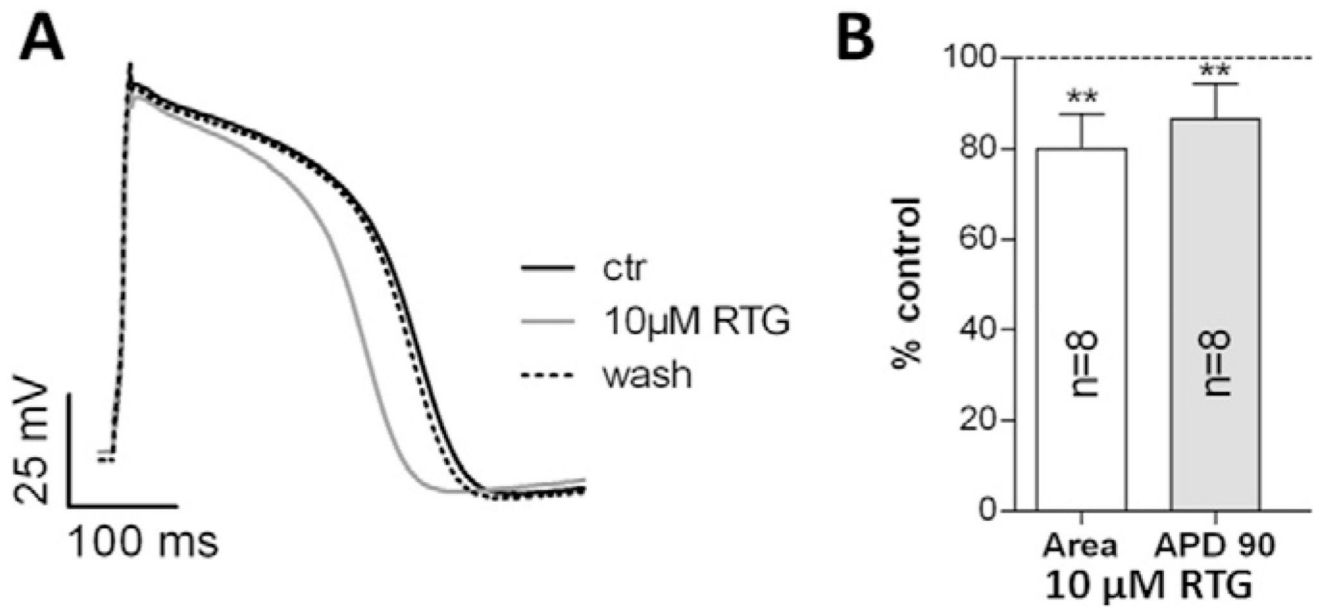 A
ctr
10µM RTG
wash
25 mV
100 ms
B
% control
100
80
60
40
20
0
**
**
n=8
n=8
Area APD 90
10 µM RTG